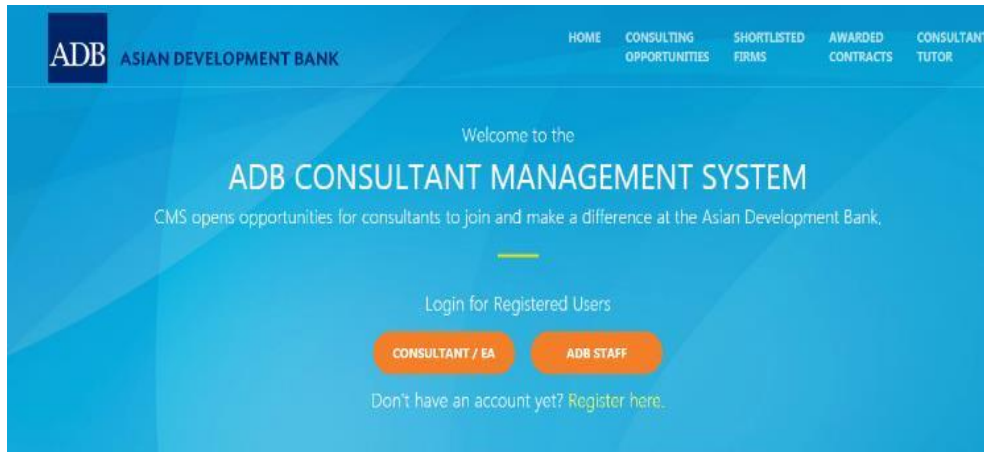 ADB ASIAN DEVELOPMENT BANK
HOME
CONSULTING
OPPORTUNITIES
SHORTLISTED
FIRMS
AWARDED
CONTRACTS
CONSULTANT
TUTOR
Welcome to the
ADB CONSULTANT MANAGEMENT SYSTEM
CMS opens opportunities for consultants to join and make a difference at the Asian Development Bank.
Login for Registered Users
CONSULTANT / EA
ADB STAFF
Don't have an account yet? Register here.